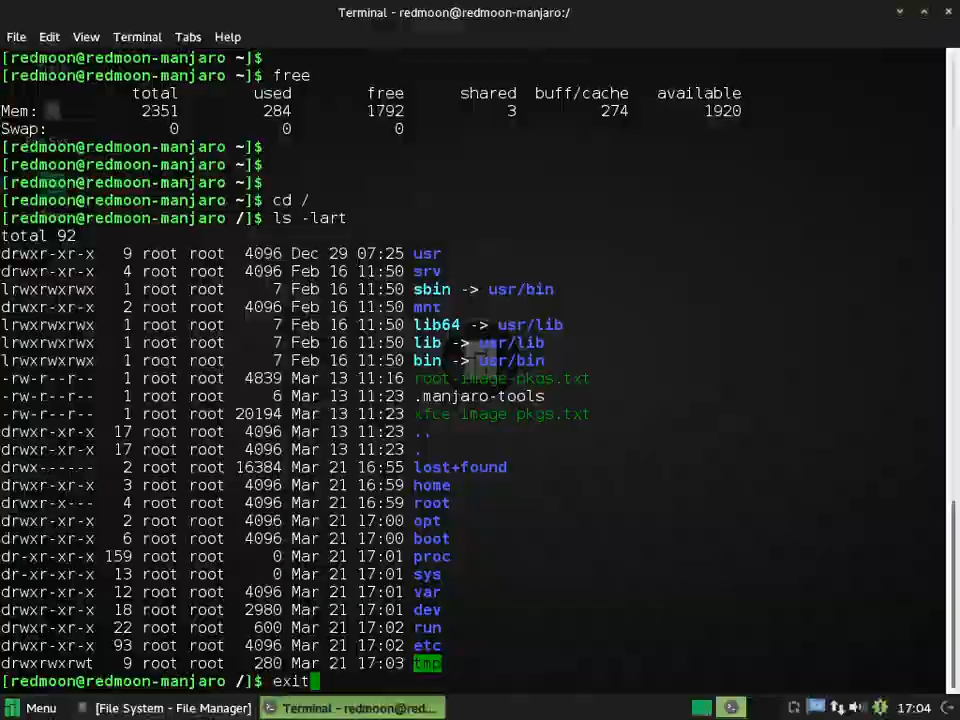 Terminal - redmoon@redmoon-manjaro:/
File Edit View Terminal Tabs Help
[redmoon@redmoon-manjaro ~]$
[redmoon@redmoon-manjaro ~]$ free
total used free shared buff/cache available
Mem: 2351 284 1792 3 274 1920
Swap: 0 0 0
[redmoon@redmoon-manjaro ~]$
[redmoon@redmoon-manjaro ~]$
[redmoon@redmoon-manjaro ~]$
[redmoon@redmoon-manjaro ~]$ cd /
[redmoon@redmoon-manjaro /]$ ls -lart
total 92
drwxr-xr-x 9 root root 4096 Dec 29 07:25 usr
drwxr-xr-x 4 root root 4096 Feb 16 11:50 srv
lrwxrwxrwx 1 root root 7 Feb 16 11:50 sbin -> usr/bin
drwxr-xr-x 2 root root 4096 Feb 16 11:50 mnt
lrwxrwxrwx 1 root root 7 Feb 16 11:50 lib64 -> usr/lib
lrwxrwxrwx 1 root root 7 Feb 16 11:50 lib -> usr/lib
lrwxrwxrwx 1 root root 7 Feb 16 11:50 bin -> usr/bin
-rw-r--r-- 1 root root 4839 Mar 13 11:16 root-image-pkgs.txt
-rw-r--r-- 1 root root 6 Mar 13 11:23 .manjaro-tools
-rw-r--r-- 1 root root 20194 Mar 13 11:23 xfce-image-pkgs.txt
drwxr-xr-x 17 root root 4096 Mar 13 11:23 ..
drwxr-xr-x 17 root root 4096 Mar 13 11:23 .
drwx------ 2 root root 16384 Mar 21 16:55 lost+found
drwxr-xr-x 3 root root 4096 Mar 21 16:59 home
drwxr-x--- 4 root root 4096 Mar 21 16:59 root
drwxr-xr-x 2 root root 4096 Mar 21 17:00 opt
drwxr-xr-x 6 root root 4096 Mar 21 17:00 boot
dr-xr-xr-x 159 root root 0 Mar 21 17:01 proc
dr-xr-xr-x 13 root root 0 Mar 21 17:01 sys
drwxr-xr-x 12 root root 4096 Mar 21 17:01 var
drwxr-xr-x 18 root root 2980 Mar 21 17:01 dev
drwxr-xr-x 22 root root 600 Mar 21 17:02 run
drwxr-xr-x 93 root root 4096 Mar 21 17:02 etc
drwxrwxrwt 9 root root 280 Mar 21 17:03 tmp
[redmoon@redmoon-manjaro /]$ exit
Menu [File System - File Manager] Terminal - redmoon@red... 17:04